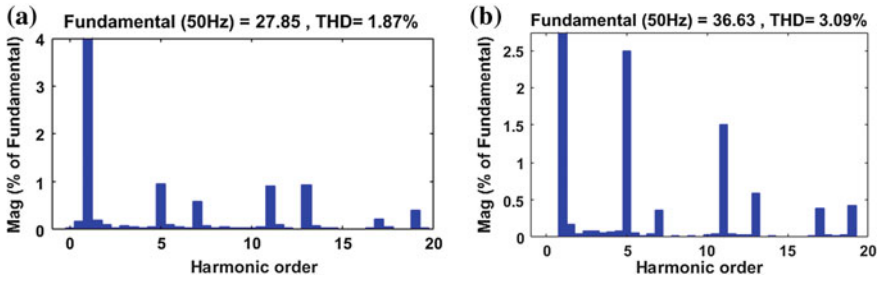 (a)
Fundamental (50Hz) = 27.85 , THD= 1.87%
Mag (% of Fundamental)
4
3
2
1
0
0 5 10 15 20
Harmonic order
(b)
Fundamental (50Hz) = 36.63 , THD= 3.09%
Mag (% of Fundamental)
2.5
2
1.5
1
0.5
0
0 5 10 15 20
Harmonic order